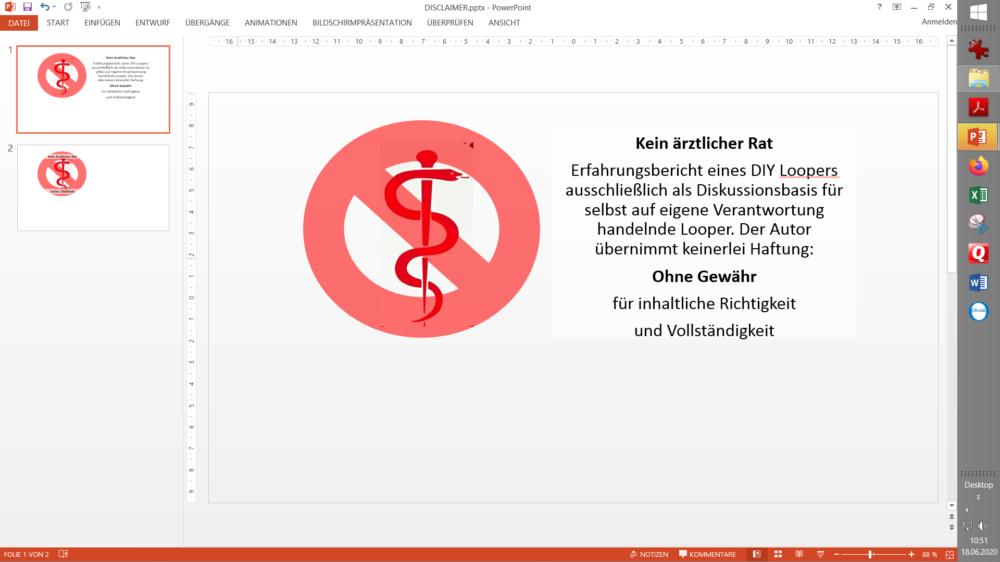 DISCLAIMER.pptx - PowerPoint
?
DATEI START EINFÜGEN ENTWURF ÜBERGÄNGE ANIMATIONEN BILDSCHIRMPRÄSENTATION ÜBERPRÜFEN ANSICHT Anmelden
16 15 14 13 12 11 10 9 8 7 6 5 4 3 2 1 0 1 2 3 4 5 6 7 8 9 10 11 12 13 14 15 16
1
Kein ärztlicher Rat
Erfahrungsbericht eines DIY Loopers
ausschließlich als Diskussionsbasis für
selbst auf eigene Verantwortung
handelnde Looper. Der Autor
übernimmt keinerlei Haftung:
Ohne Gewähr
für inhaltliche Richtigkeit
und Vollständigkeit
2
Kein ärztlicher Rat
Siehe Titelblatt
9 8 7 6 5 4 3 2 1 0 1 2 3 4 5 6 7 8 9
Kein ärztlicher Rat
Erfahrungsbericht eines DIY Loopers
ausschließlich als Diskussionsbasis für
selbst auf eigene Verantwortung
handelnde Looper. Der Autor
übernimmt keinerlei Haftung:
Ohne Gewähr
für inhaltliche Richtigkeit
und Vollständigkeit
P
X
Q
W
OSCAR
Desktop
10:51
18.06.2020
FOLIE 1 VON 2 NOTIZEN KOMMENTARE 88 %